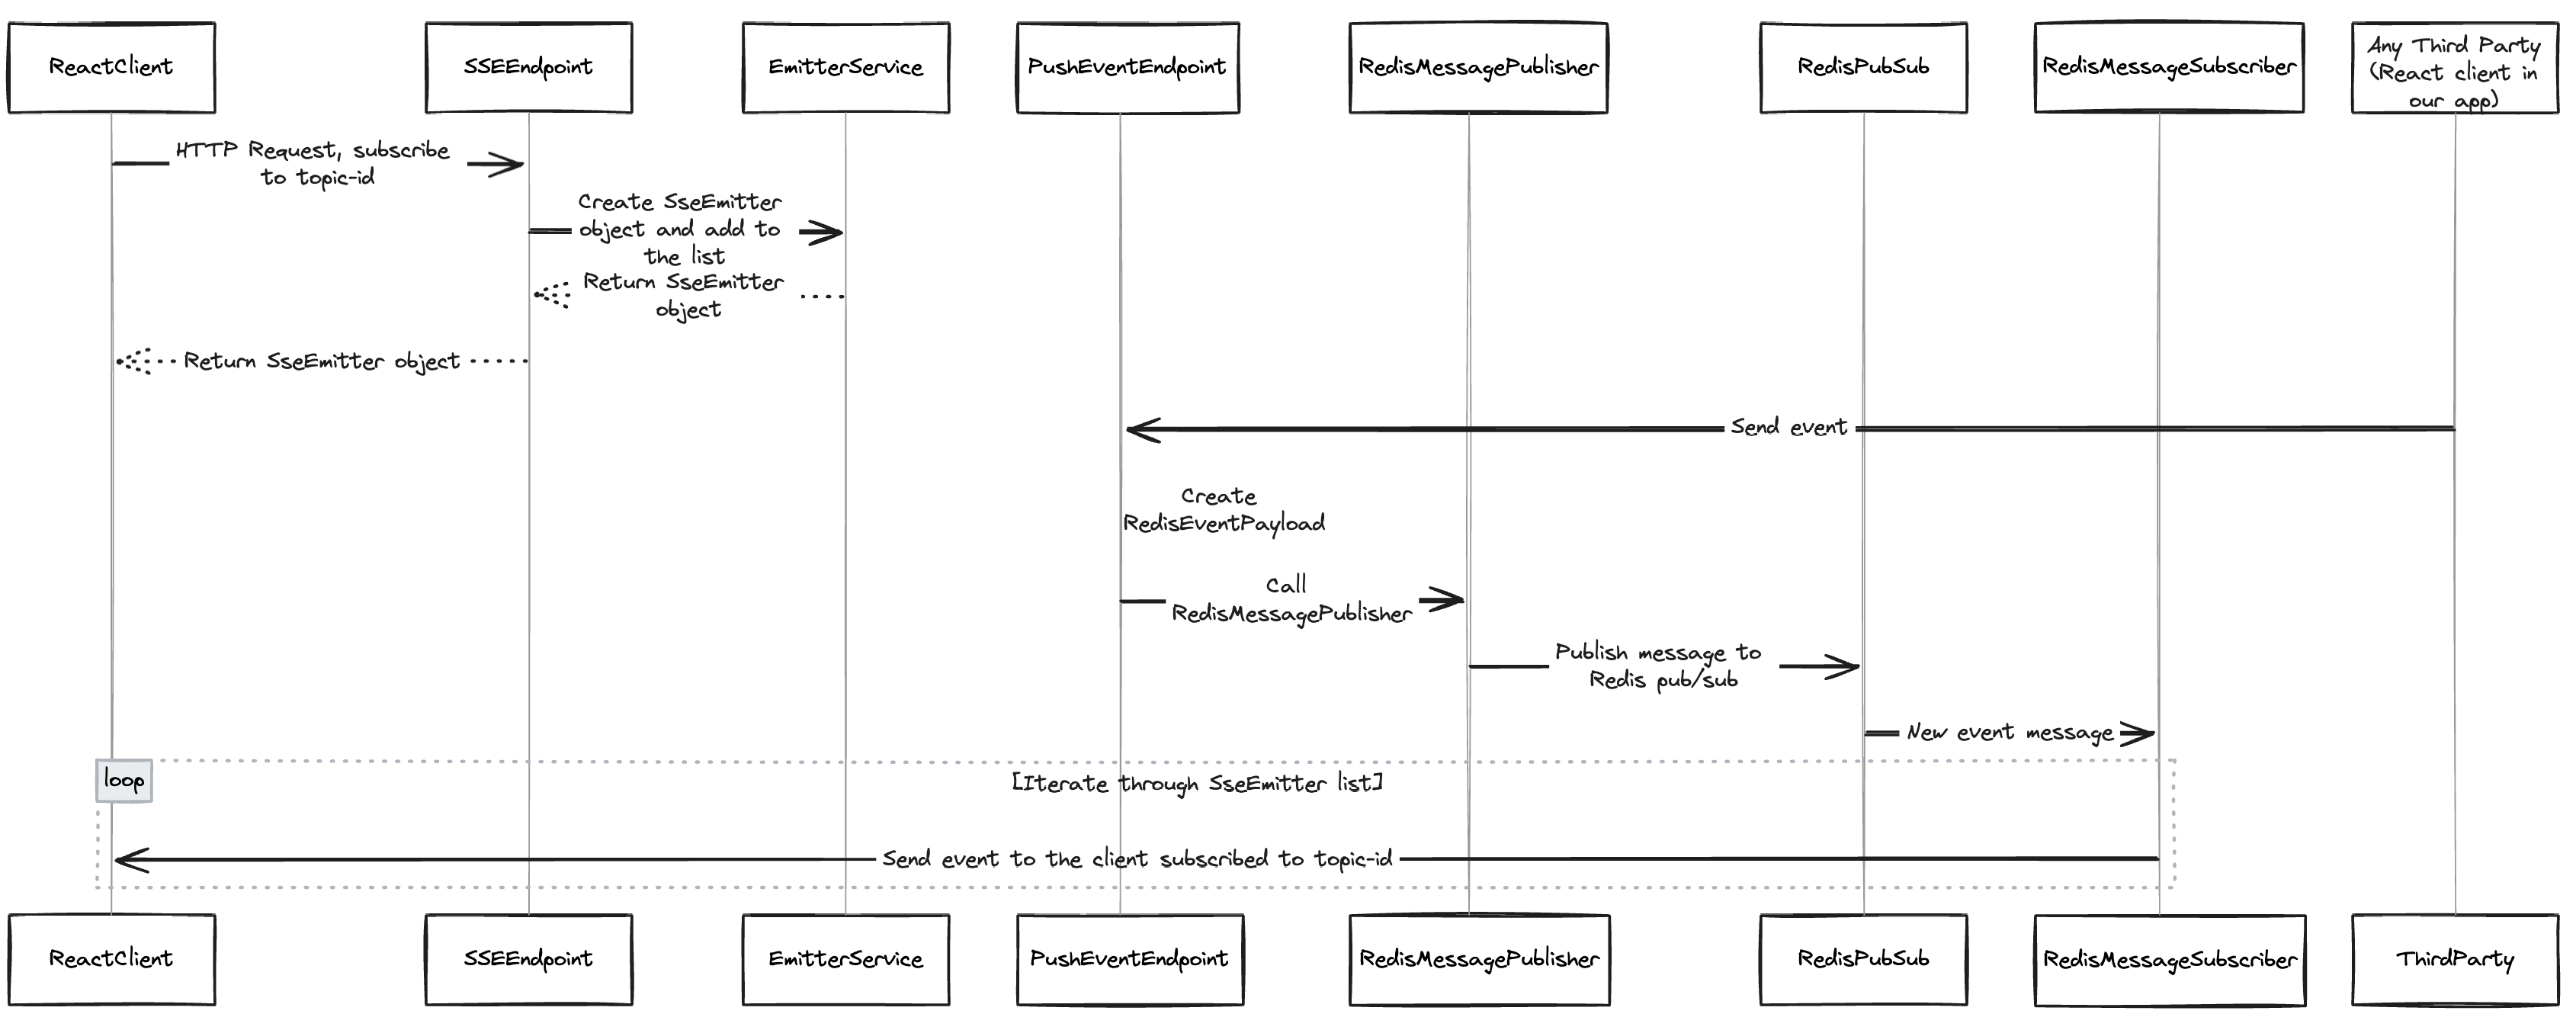 ReactClient
SSEEndpoint
EmitterService
PushEventEndpoint
RedisMessagePublisher
RedisPubSub
RedisMessageSubscriber
Any Third Party
(React client in
our app)
HTTP Request, subscribe
to topic-id
Create SseEmitter
object and add to
the list
Return SseEmitter
object
Return SseEmitter object
Send event
Create
RedisEventPayload
Call
RedisMessagePublisher
Publish message to
Redis pub/sub
New event message
loop
[Iterate through SseEmitter list]
Send event to the client subscribed to topic-id
ReactClient
SSEEndpoint
EmitterService
PushEventEndpoint
RedisMessagePublisher
RedisPubSub
RedisMessageSubscriber
ThirdParty